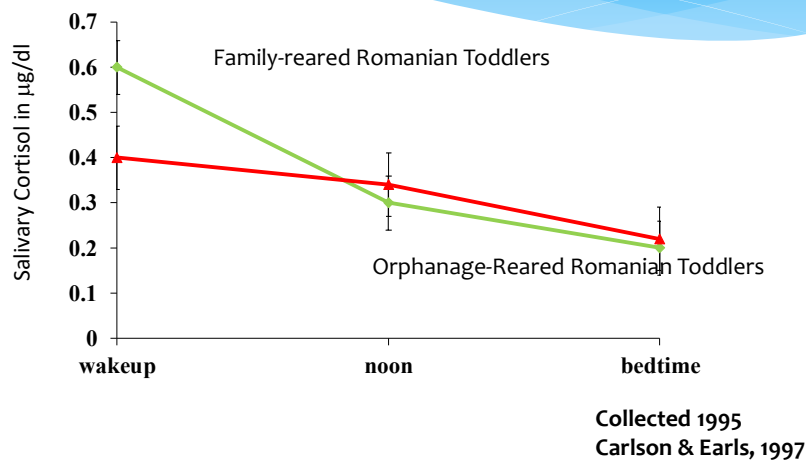 0.7
Family-reared Romanian Toddlers
0.6
0.5
0.4
0.3
0.2
0.1
0
Salivary Cortisol in µg/dl
Orphanage-Reared Romanian Toddlers
wakeup noon bedtime
Collected 1995
Carlson & Earls, 1997